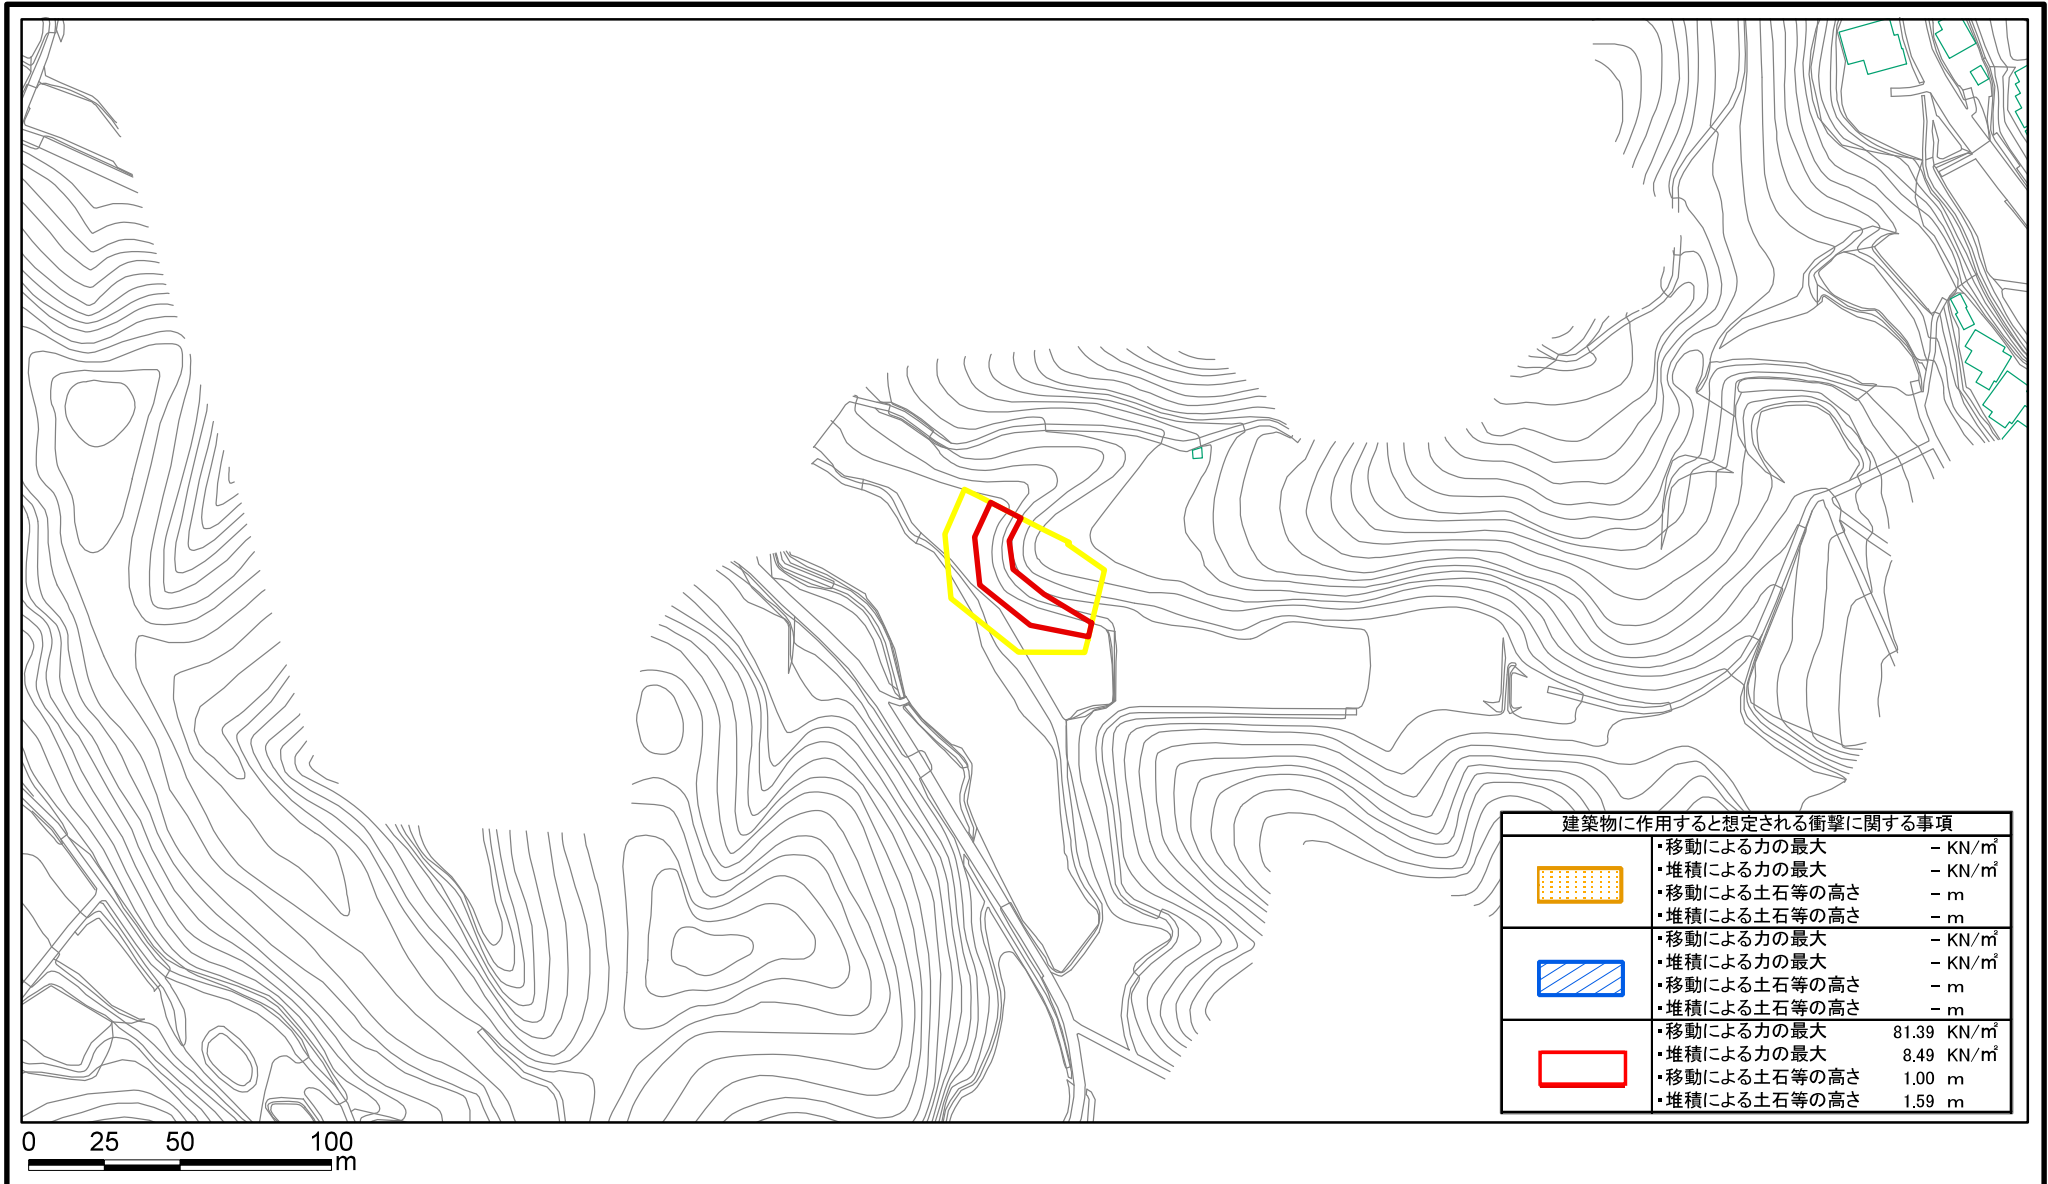 建築物に作用すると想定される衝撃に関する事項
・移動による力の最大 - KN/㎡
・堆積による力の最大 - KN/㎡
・移動による土石等の高さ - m
・堆積による土石等の高さ - m
・移動による力の最大 - KN/㎡
・堆積による力の最大 - KN/㎡
・移動による土石等の高さ - m
・堆積による土石等の高さ - m
・移動による力の最大 81.39 KN/㎡
・堆積による力の最大 8.49 KN/㎡
・移動による土石等の高さ 1.00 m
・堆積による土石等の高さ 1.59 m
0 25 50 100
m